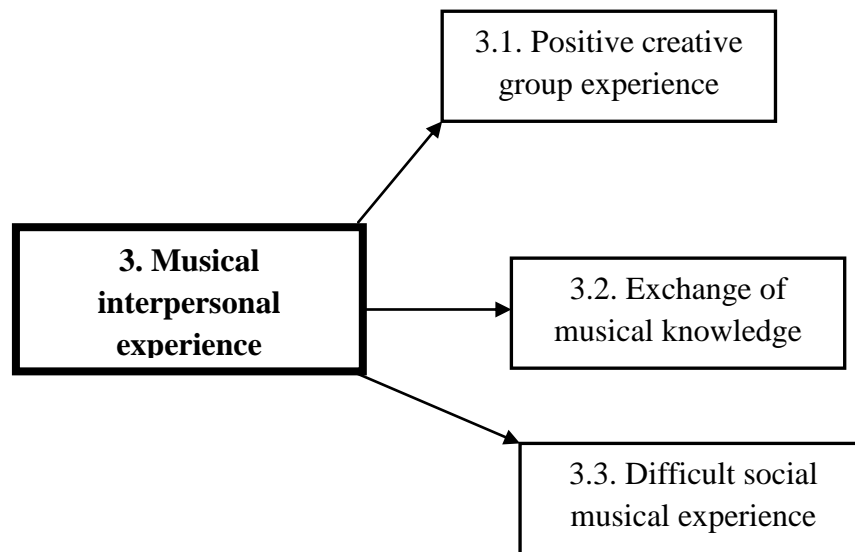 3.1. Positive creative
group experience
3. Musical
interpersonal
experience
3.2. Exchange of
musical knowledge
3.3. Difficult social
musical experience